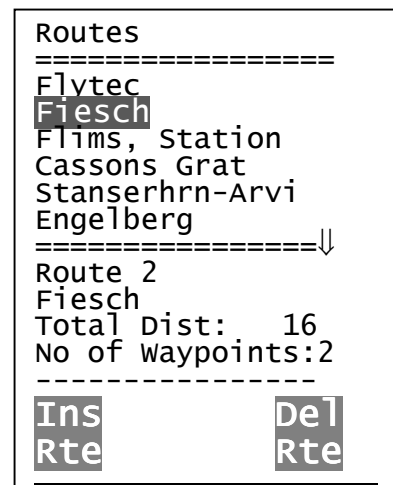 Routes
=================
Flytec
Fiesch
Flims, Station
Cassons Grat
Stanserhrn-Arvi
Engelberg
================⇓
Route 2
Fiesch
Total Dist: 16
No of Waypoints:2
----------------
Ins Del
Rte Rte